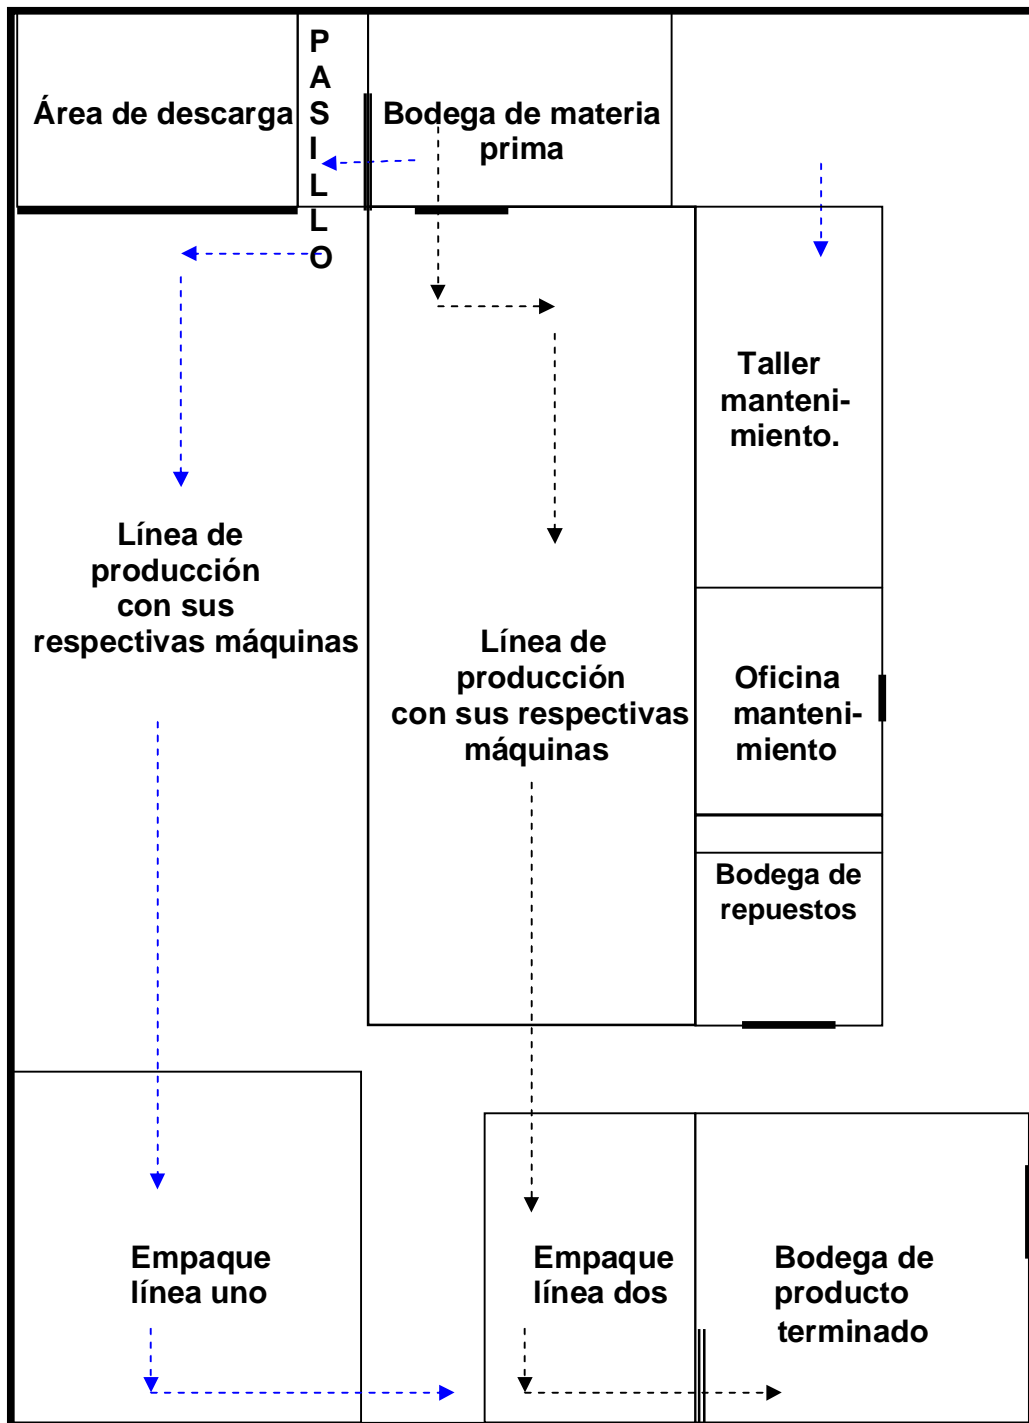 Área de descarga
P
A
S
I
L
L
O
Bodega de materia
prima
Taller
manteni-
miento.
Línea de
producción
con sus
respectivas máquinas
Línea de
producción
con sus respectivas
máquinas
Oficina
manteni-
miento
Bodega de
repuestos
Empaque
línea uno
Empaque
línea dos
Bodega de
producto
terminado